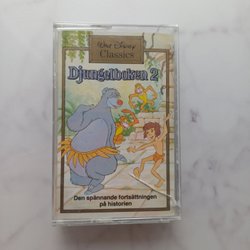 Walt Disney
Classics
Djungelboken 2
Den spännande fortsättningen
på historien